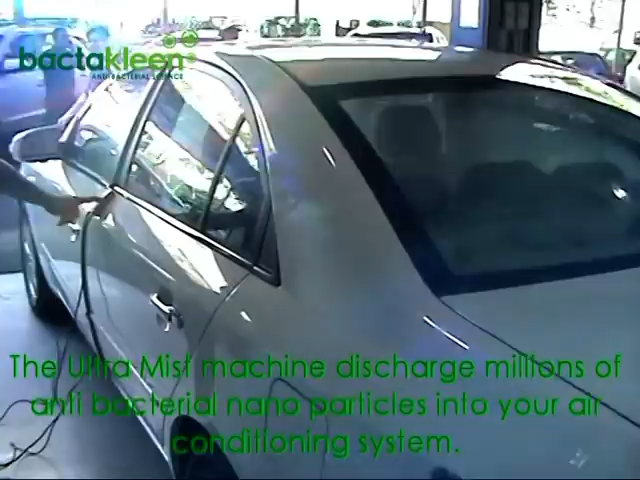 bactakleen
ANTI-BACTERIAL SCIENCE
The Ultra Mist machine discharge millions of
anti bacterial nano particles into your air
conditioning system.